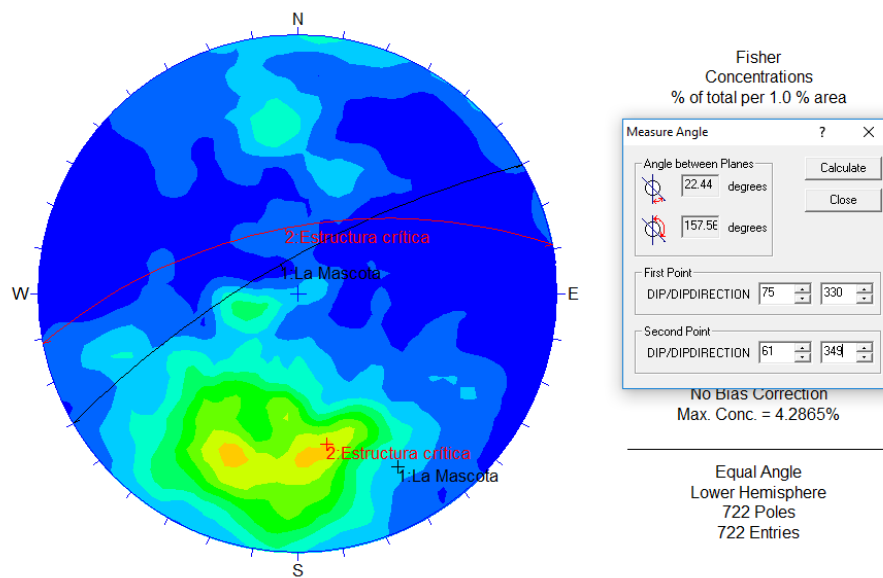 N
W
E
S
2:Estructura crítica
1:La Mascota
2:Estructura crítica
1:La Mascota
Fisher
Concentrations
% of total per 1.0 % area
Measure Angle ? X
Angle between Planes
22.44 degrees
157.56 degrees
Calculate
Close
First Point
DIP/DIPDIRECTION 75 330
Second Point
DIP/DIPDIRECTION 61 349
No Bias Correction
Max. Conc. = 4.2865%
Equal Angle
Lower Hemisphere
722 Poles
722 Entries